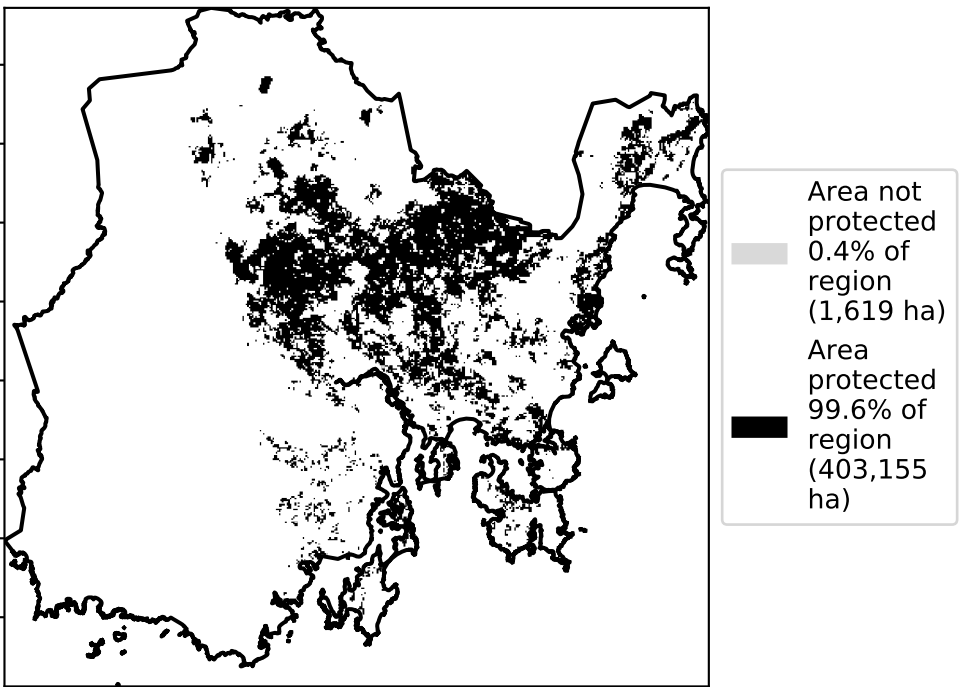 Area not
protected
0.4% of
region
(1,619 ha)
Area
protected
99.6% of
region
(403,155
ha)